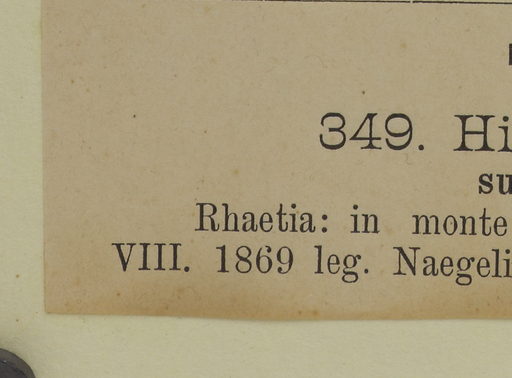 349. Hi
su
Rhaetia: in monte
VIII. 1869 leg. Naegeli